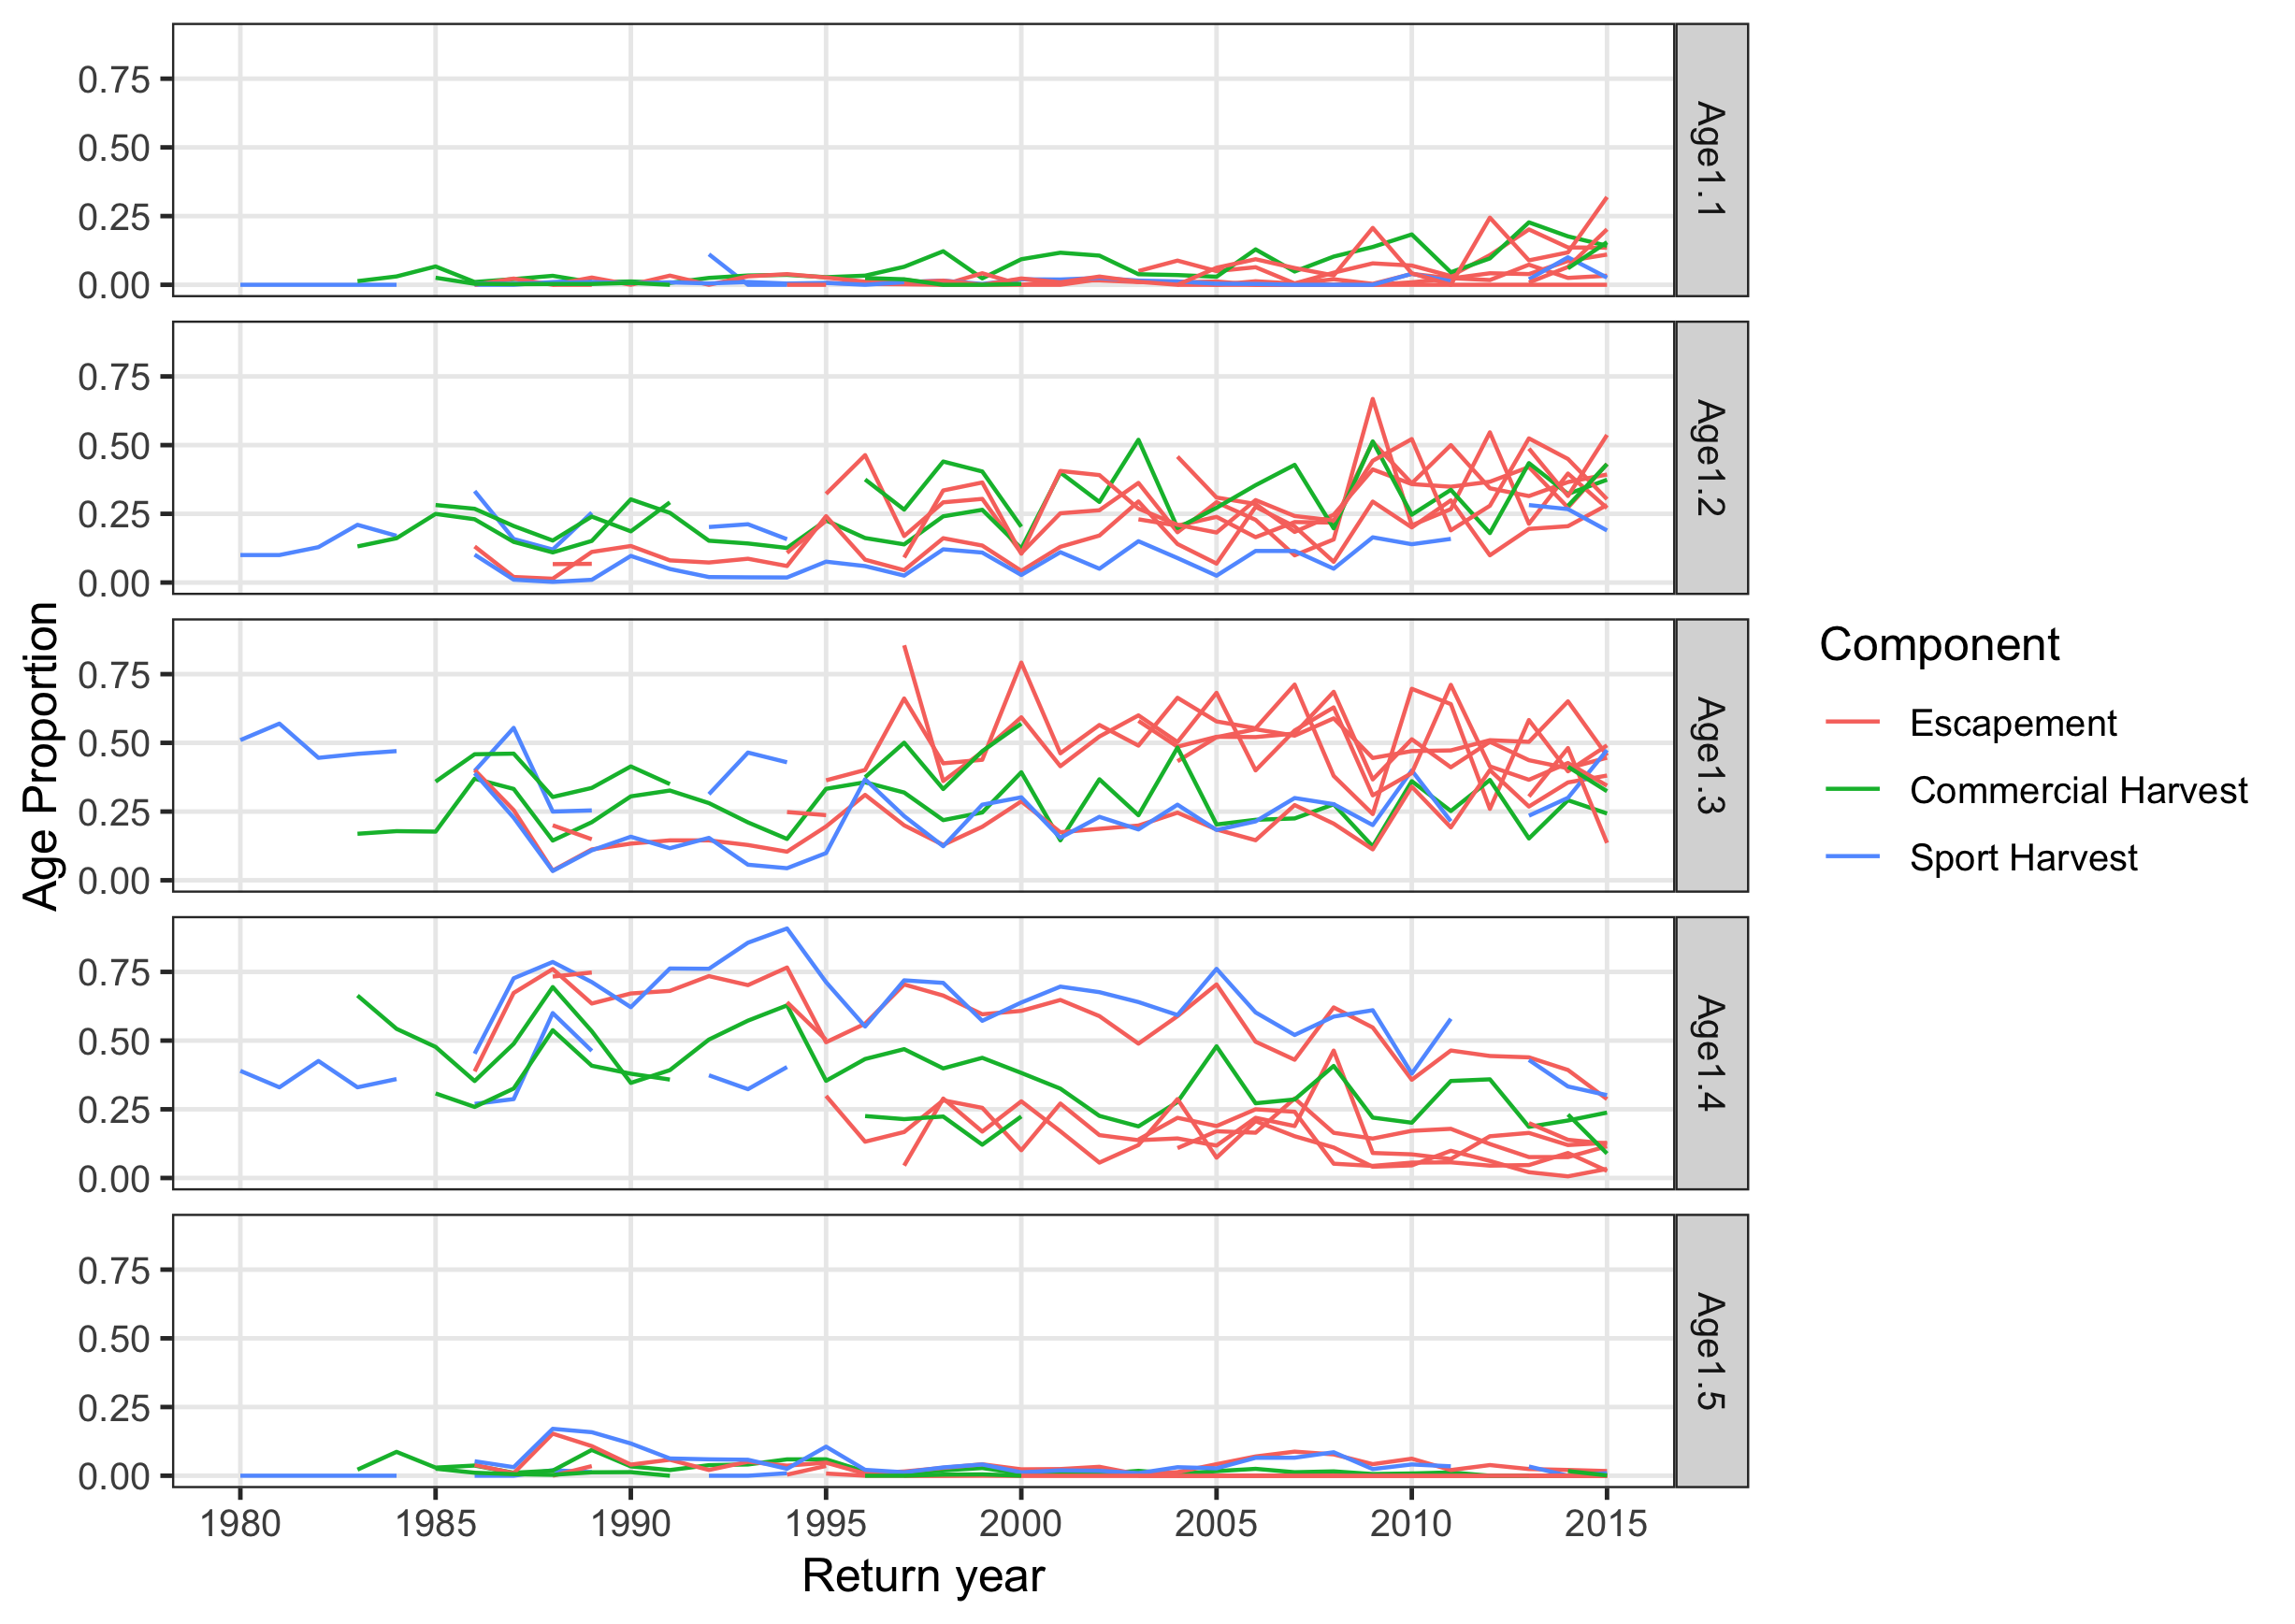 0.75
0.50
0.25
0.00
Age1.1
0.75
0.50
0.25
0.00
Age1.2
0.75
0.50
0.25
0.00
Age1.3
0.75
0.50
0.25
0.00
Age1.4
0.75
0.50
0.25
0.00
Age1.5
Age Proportion
1980 1985 1990 1995 2000 2005 2010 2015
Return year
Component
Escapement
Commercial Harvest
Sport Harvest